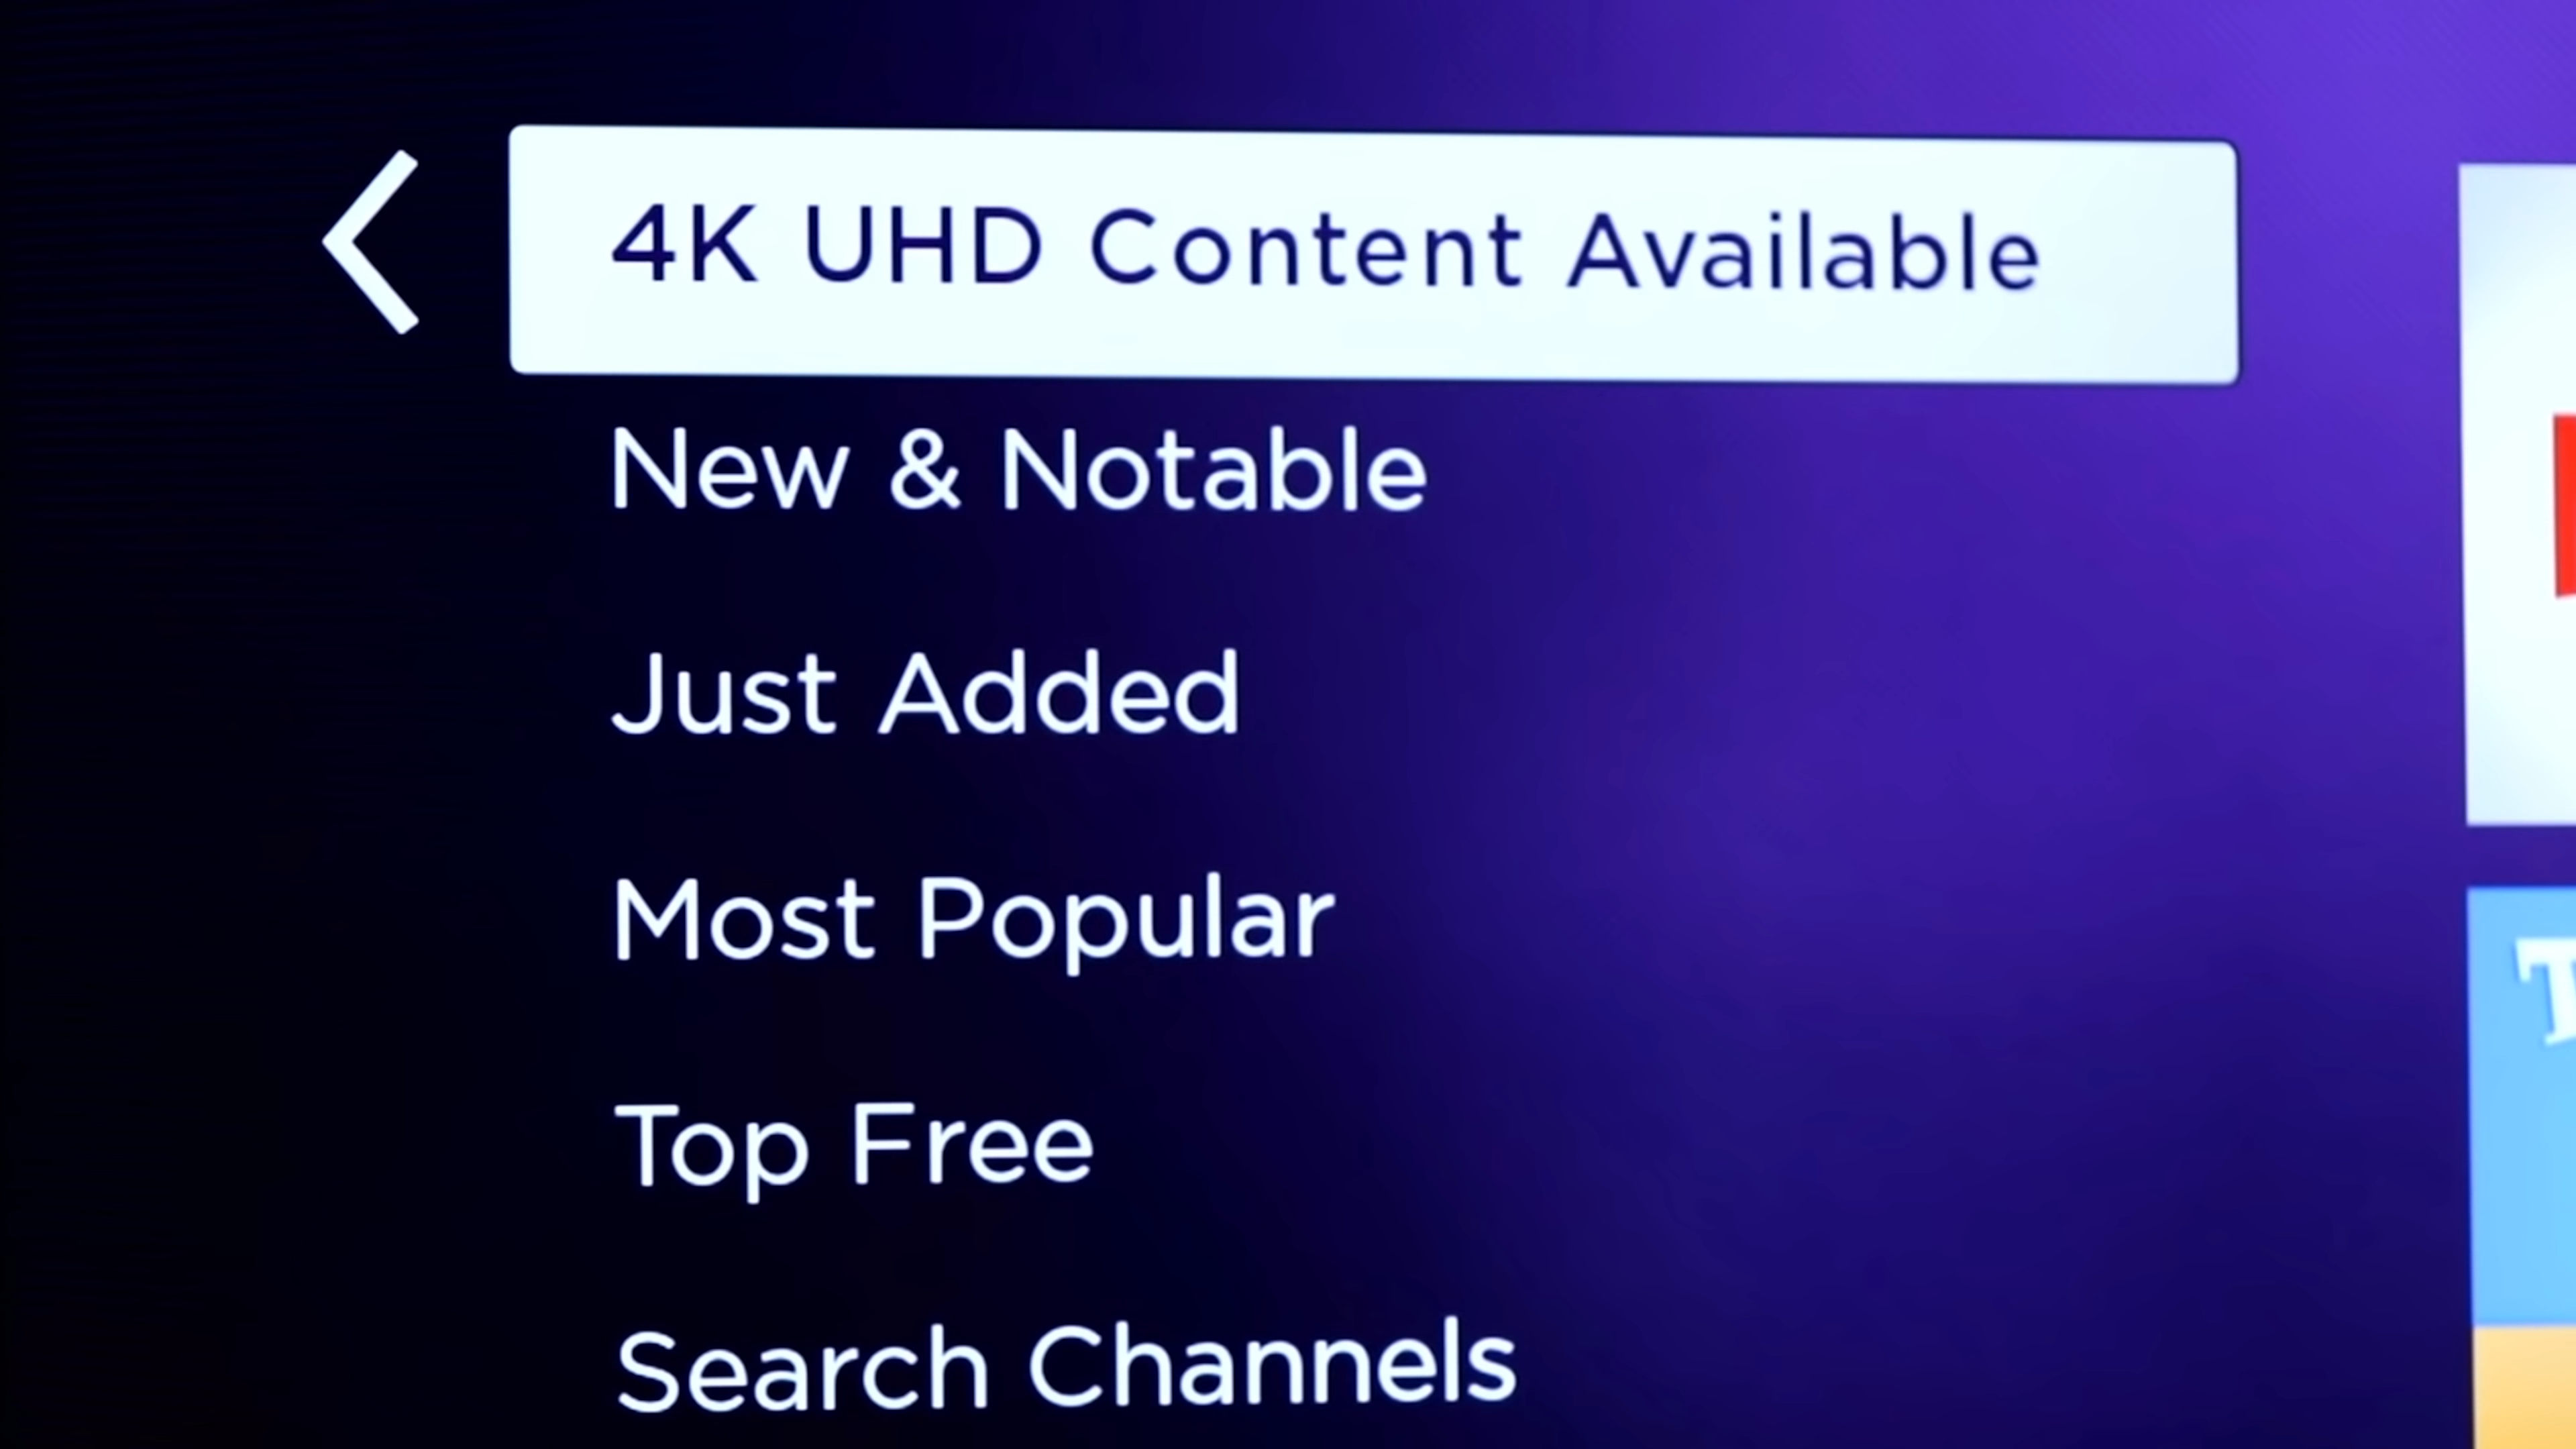 4K UHD Content Available
New & Notable
Just Added
Most Popular
Top Free
Search Channels